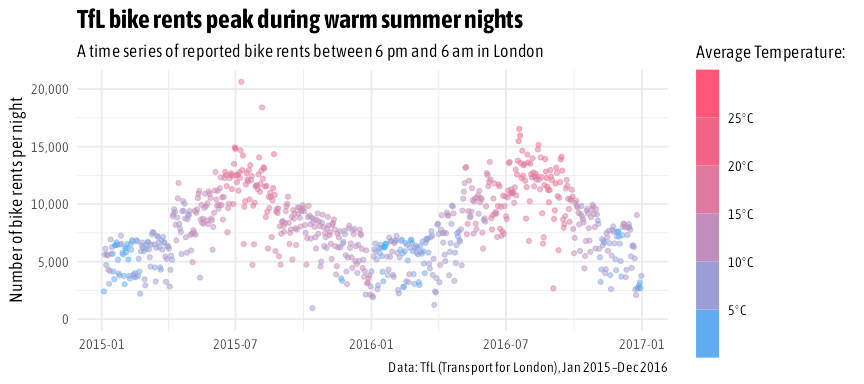 TfL bike rents peak during warm summer nights
A time series of reported bike rents between 6 pm and 6 am in London
Average Temperature:
Number of bike rents per night
20,000
15,000
10,000
5,000
0
25°C
20°C
15°C
10°C
5°C
2015-01 2015-07 2016-01 2016-07 2017-01
Data: TfL (Transport for London), Jan 2015–Dec 2016